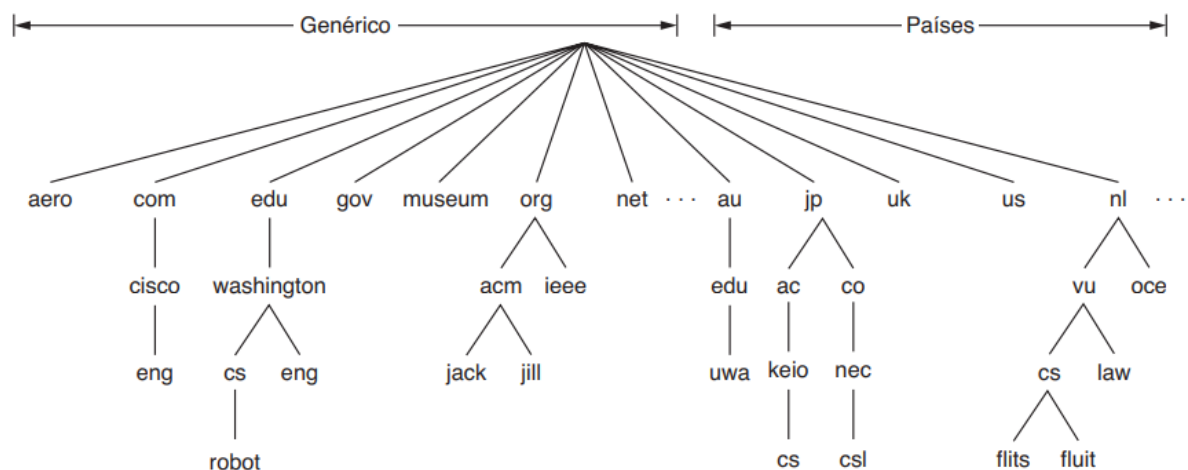 Genérico Países
aero com edu gov museum org net ... au jp uk us nl ...
cisco washington acm ieee edu ac co vu oce
eng cs eng jack jill uwa keio nec cs law
robot cs csl flits fluit